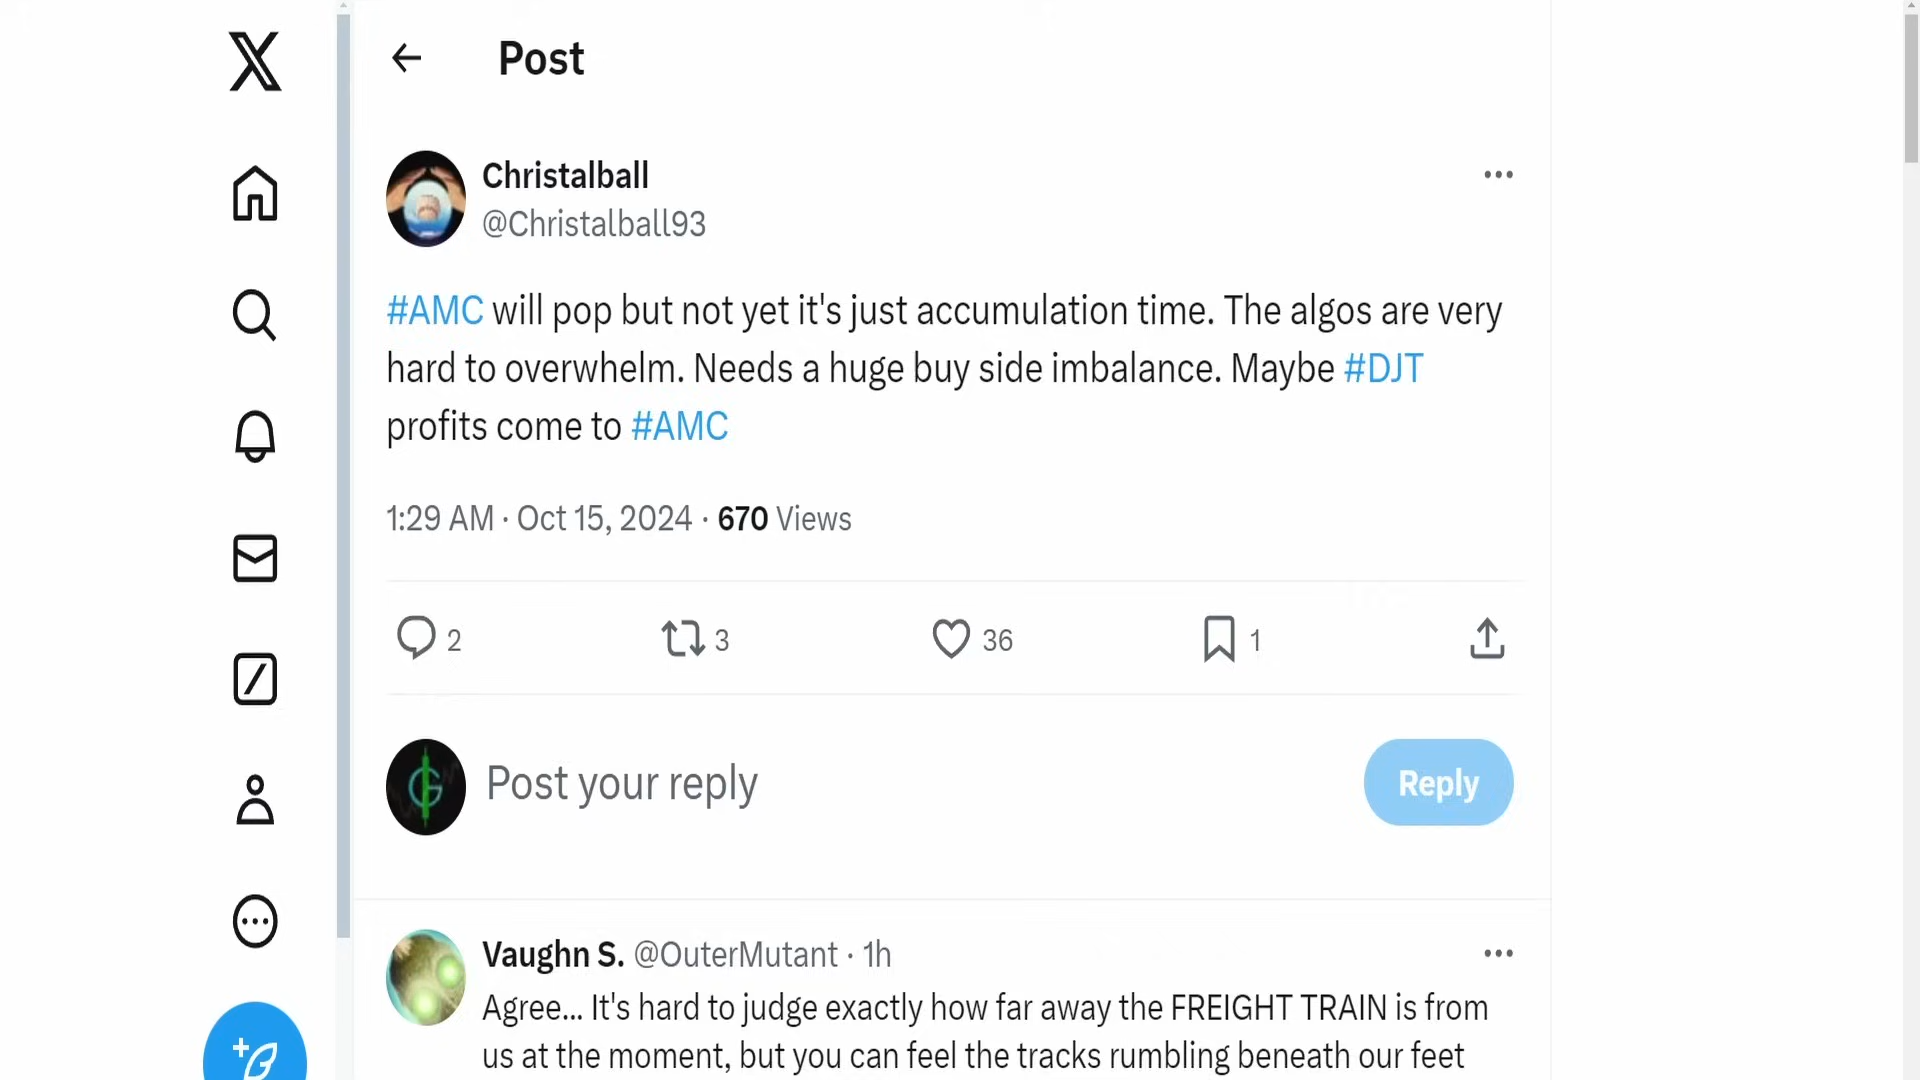 Post
Christalball
@Christalball93
#AMC will pop but not yet it's just accumulation time. The algos are very
hard to overwhelm. Needs a huge buy side imbalance. Maybe #DJT
profits come to #AMC
1:29 AM · Oct 15, 2024 · 670 Views
2 3 36 1
Post your reply
Reply
Vaughn S. @OuterMutant · 1h
Agree... It's hard to judge exactly how far away the FREIGHT TRAIN is from
us at the moment, but you can feel the tracks rumbling beneath our feet